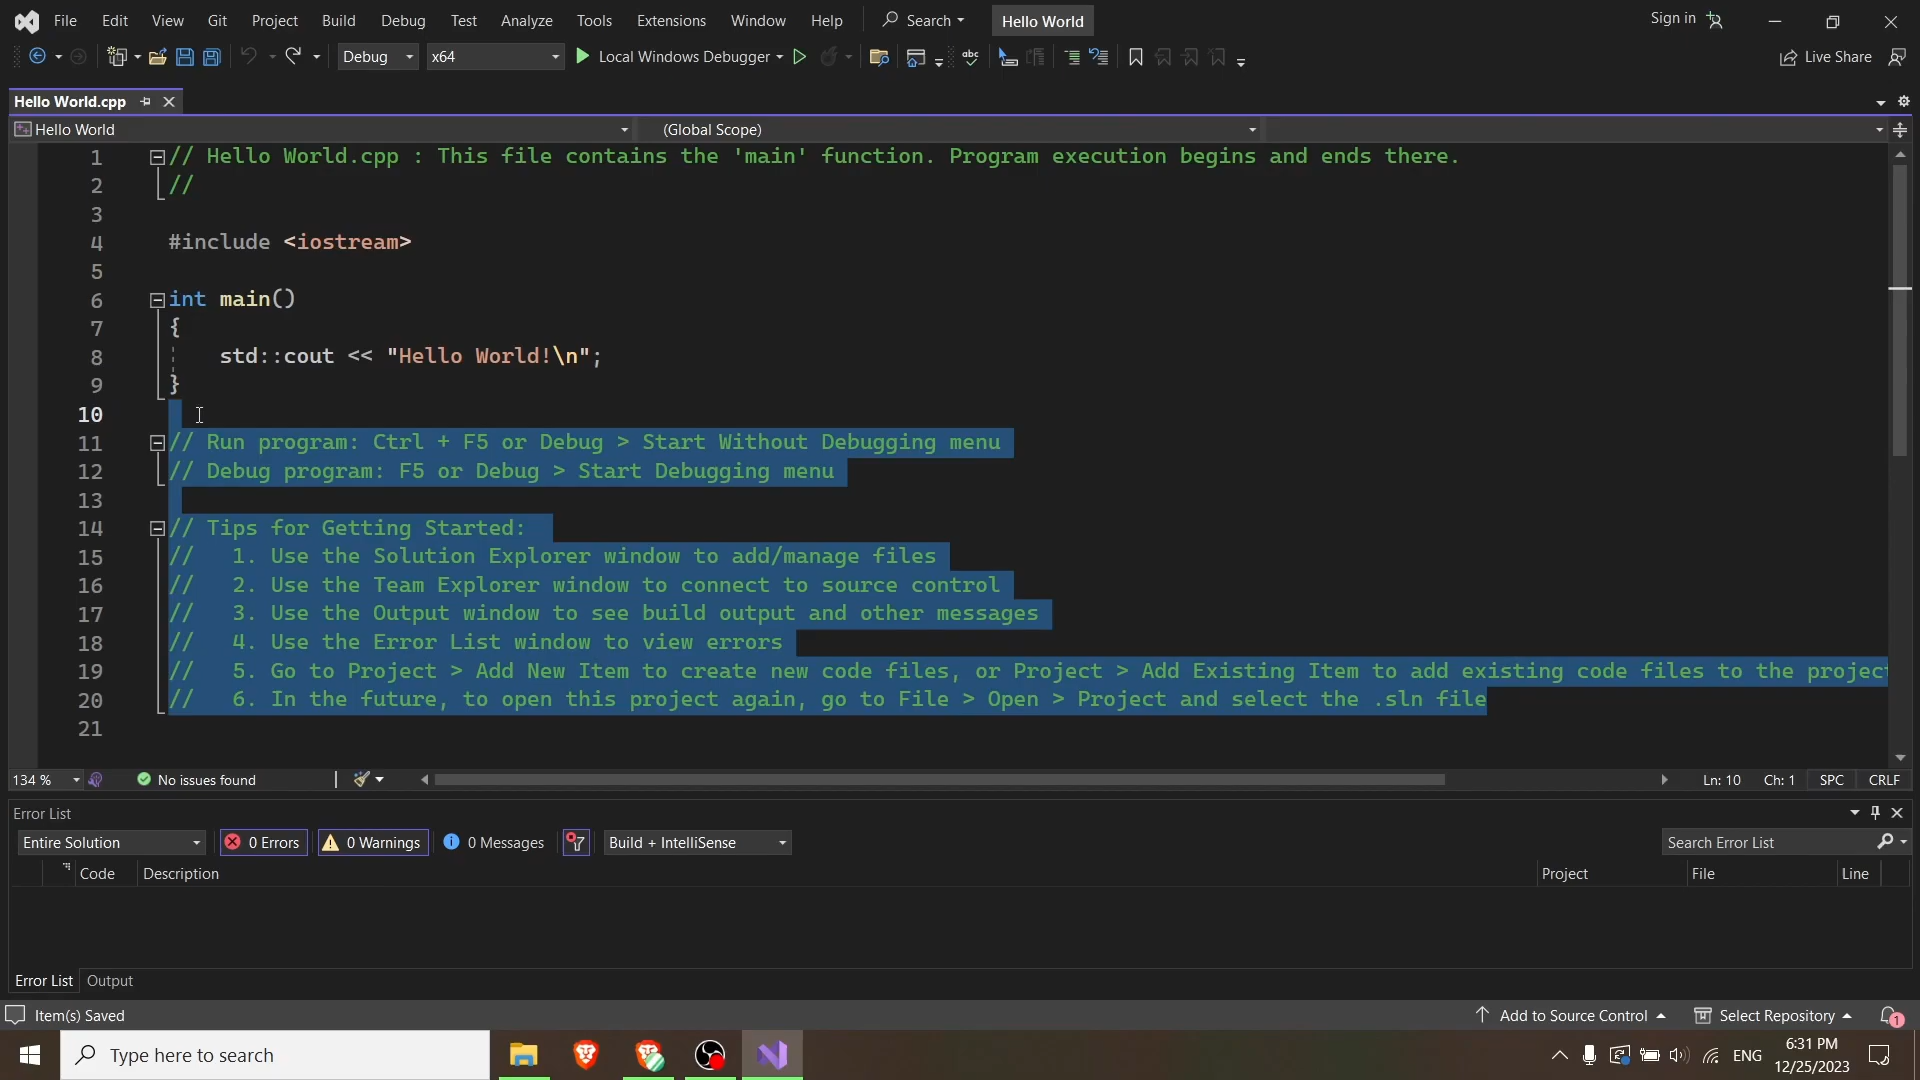 File Edit View Git Project Build Debug Test Analyze Tools Extensions Window Help Search Hello World Sign in
Debug x64 Local Windows Debugger abc Live Share
Hello World.cpp
Hello World (Global Scope)
1 // Hello World.cpp : This file contains the 'main' function. Program execution begins and ends there.
2 //
3
4 #include <iostream>
5
6 int main()
7 {
8 std::cout << "Hello World!\n";
9 }
10
11 // Run program: Ctrl + F5 or Debug > Start Without Debugging menu
12 // Debug program: F5 or Debug > Start Debugging menu
13
14 // Tips for Getting Started:
15 // 1. Use the Solution Explorer window to add/manage files
16 // 2. Use the Team Explorer window to connect to source control
17 // 3. Use the Output window to see build output and other messages
18 // 4. Use the Error List window to view errors
19 // 5. Go to Project > Add New Item to create new code files, or Project > Add Existing Item to add existing code files to the project
20 // 6. In the future, to open this project again, go to File > Open > Project and select the .sln file
21
134 % No issues found Ln: 10 Ch: 1 SPC CRLF
Error List
Entire Solution 0 Errors 0 Warnings 0 Messages Build + IntelliSense Search Error List
Code Description Project File Line
Error List Output
Item(s) Saved Add to Source Control Select Repository 1
Type here to search ENG 6:31 PM
12/25/2023